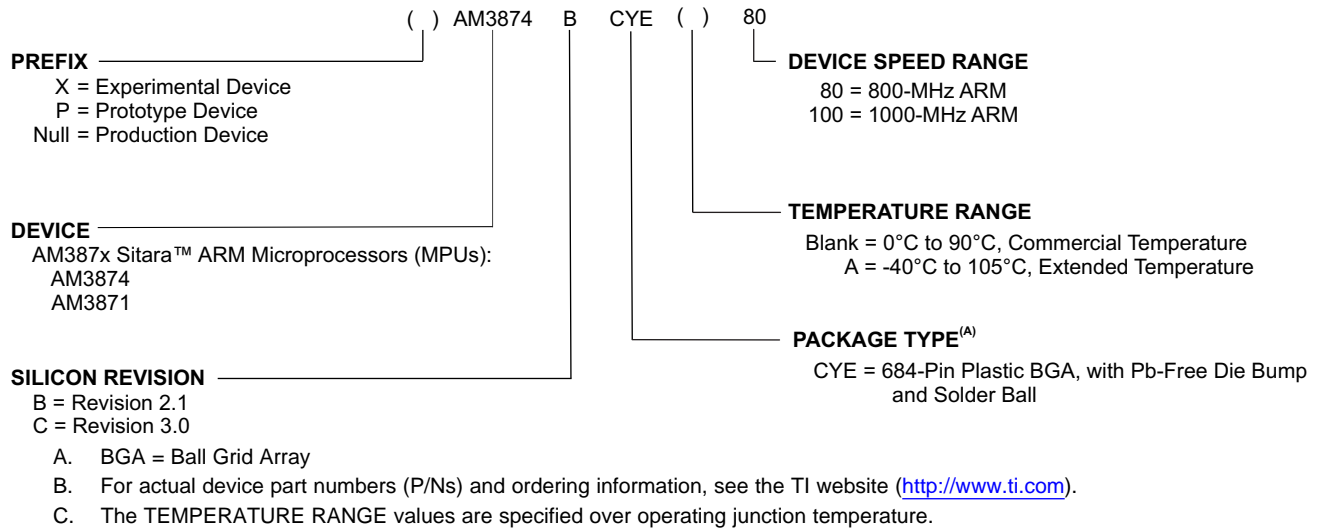 ( ) AM3874 B CYE ( ) 80
PREFIX
X = Experimental Device
P = Prototype Device
Null = Production Device
DEVICE SPEED RANGE
80 = 800-MHz ARM
100 = 1000-MHz ARM
DEVICE
AM387x Sitara™ ARM Microprocessors (MPUs):
AM3874
AM3871
TEMPERATURE RANGE
Blank = 0°C to 90°C, Commercial Temperature
A = -40°C to 105°C, Extended Temperature
PACKAGE TYPE(A)
CYE = 684-Pin Plastic BGA, with Pb-Free Die Bump
and Solder Ball
SILICON REVISION
B = Revision 2.1
C = Revision 3.0
A. BGA = Ball Grid Array
B. For actual device part numbers (P/Ns) and ordering information, see the TI website (http://www.ti.com).
C. The TEMPERATURE RANGE values are specified over operating junction temperature.